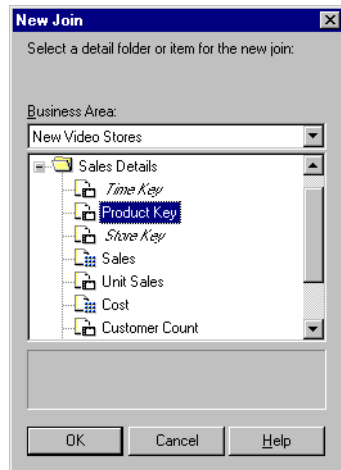 New Join
Select a detail folder or item for the new join:
Business Area:
New Video Stores
Sales Details
Time Key
Product Key
Store Key
Sales
Unit Sales
Cost
Customer Count
OK Cancel Help